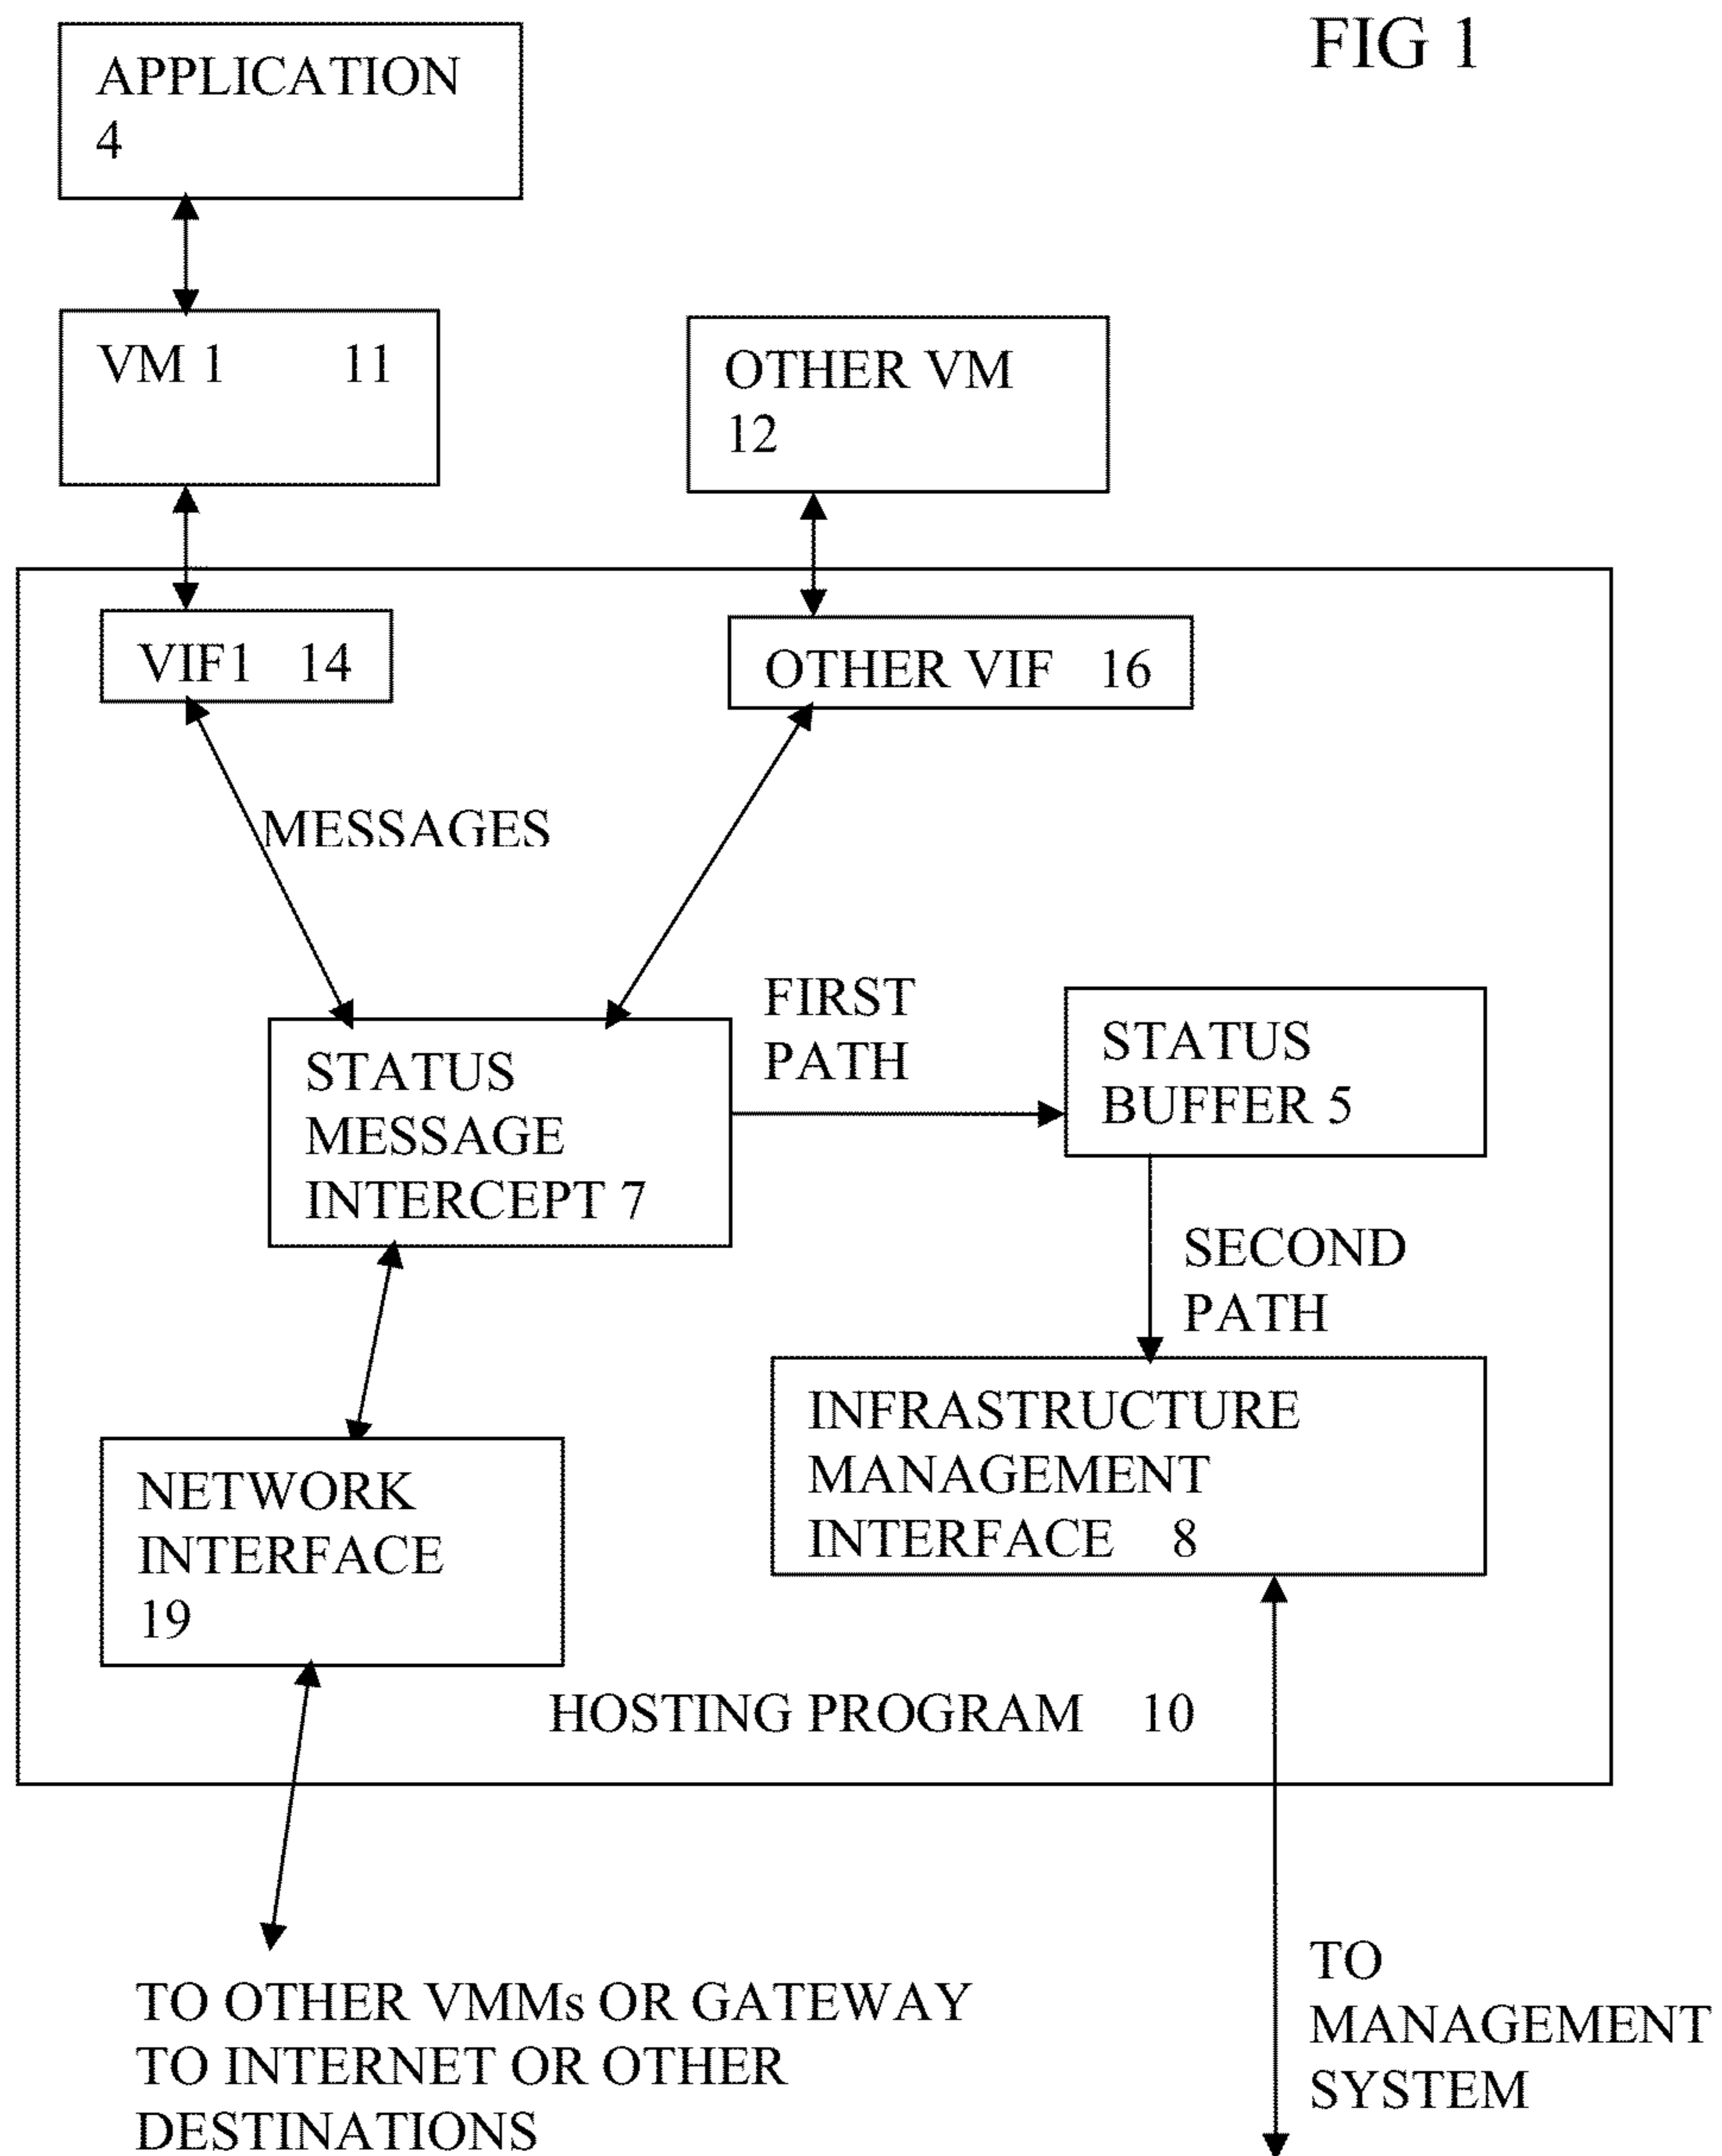 FIG 1
APPLICATION
4
VM 1 11
OTHER VM
12
VIF1 14
OTHER VIF 16
MESSAGES
FIRST
PATH
STATUS
MESSAGE
INTERCEPT 7
STATUS
BUFFER 5
SECOND
PATH
INFRASTRUCTURE
MANAGEMENT
INTERFACE 8
NETWORK
INTERFACE
19
HOSTING PROGRAM 10
TO OTHER VMMs OR GATEWAY
TO INTERNET OR OTHER
DESTINATIONS
TO
MANAGEMENT
SYSTEM